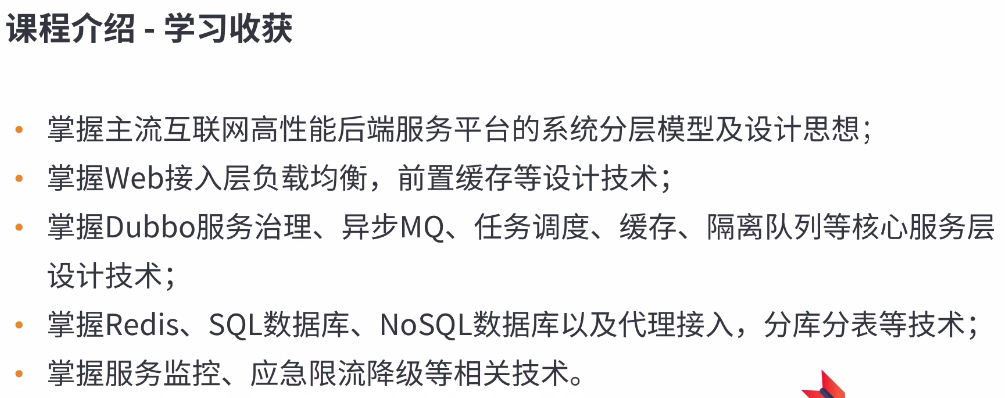 课程介绍 - 学习收获
• 掌握主流互联网高性能后端服务平台的系统分层模型及设计思想；
• 掌握Web接入层负载均衡，前置缓存等设计技术；
• 掌握Dubbo服务治理、异步MQ、任务调度、缓存、隔离队列等核心服务层
设计技术；
• 掌握Redis、SQL数据库、NoSQL数据库以及代理接入，分库分表等技术；
• 掌握服务监控、应急限流降级等相关技术。